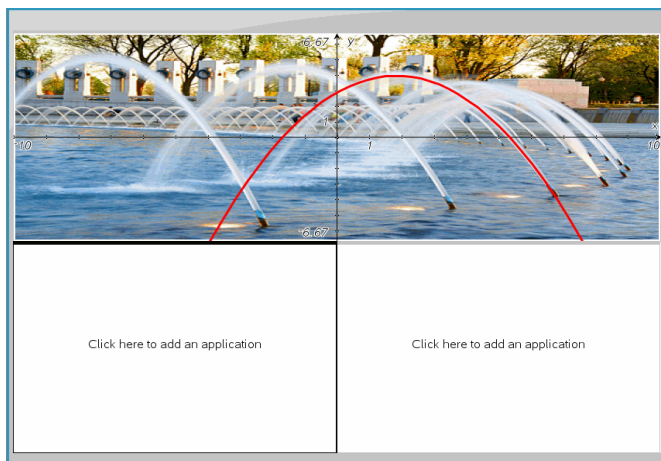 6.67 y
1
x
-10 1 10
-6.67
Click here to add an application
Click here to add an application